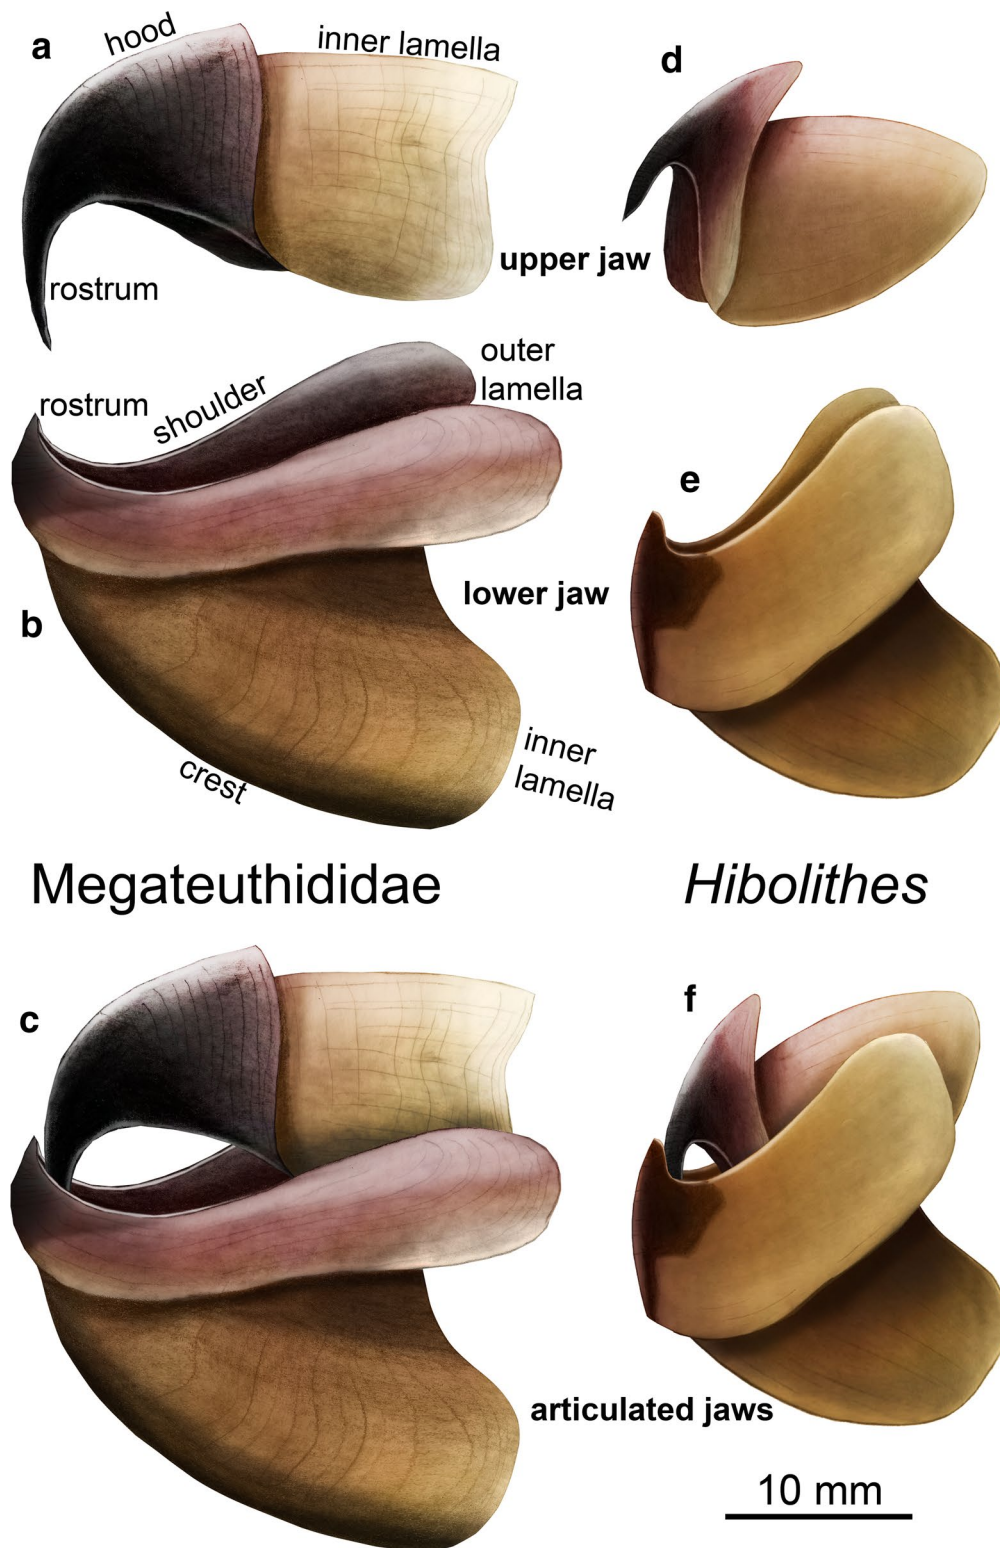 a
hood
inner lamella
d
upper jaw
rostrum
rostrum
shoulder
outer
lamella
e
lower jaw
b
crest
inner
lamella
Megateuthididae
Hibolithes
c
f
articulated jaws
10 mm